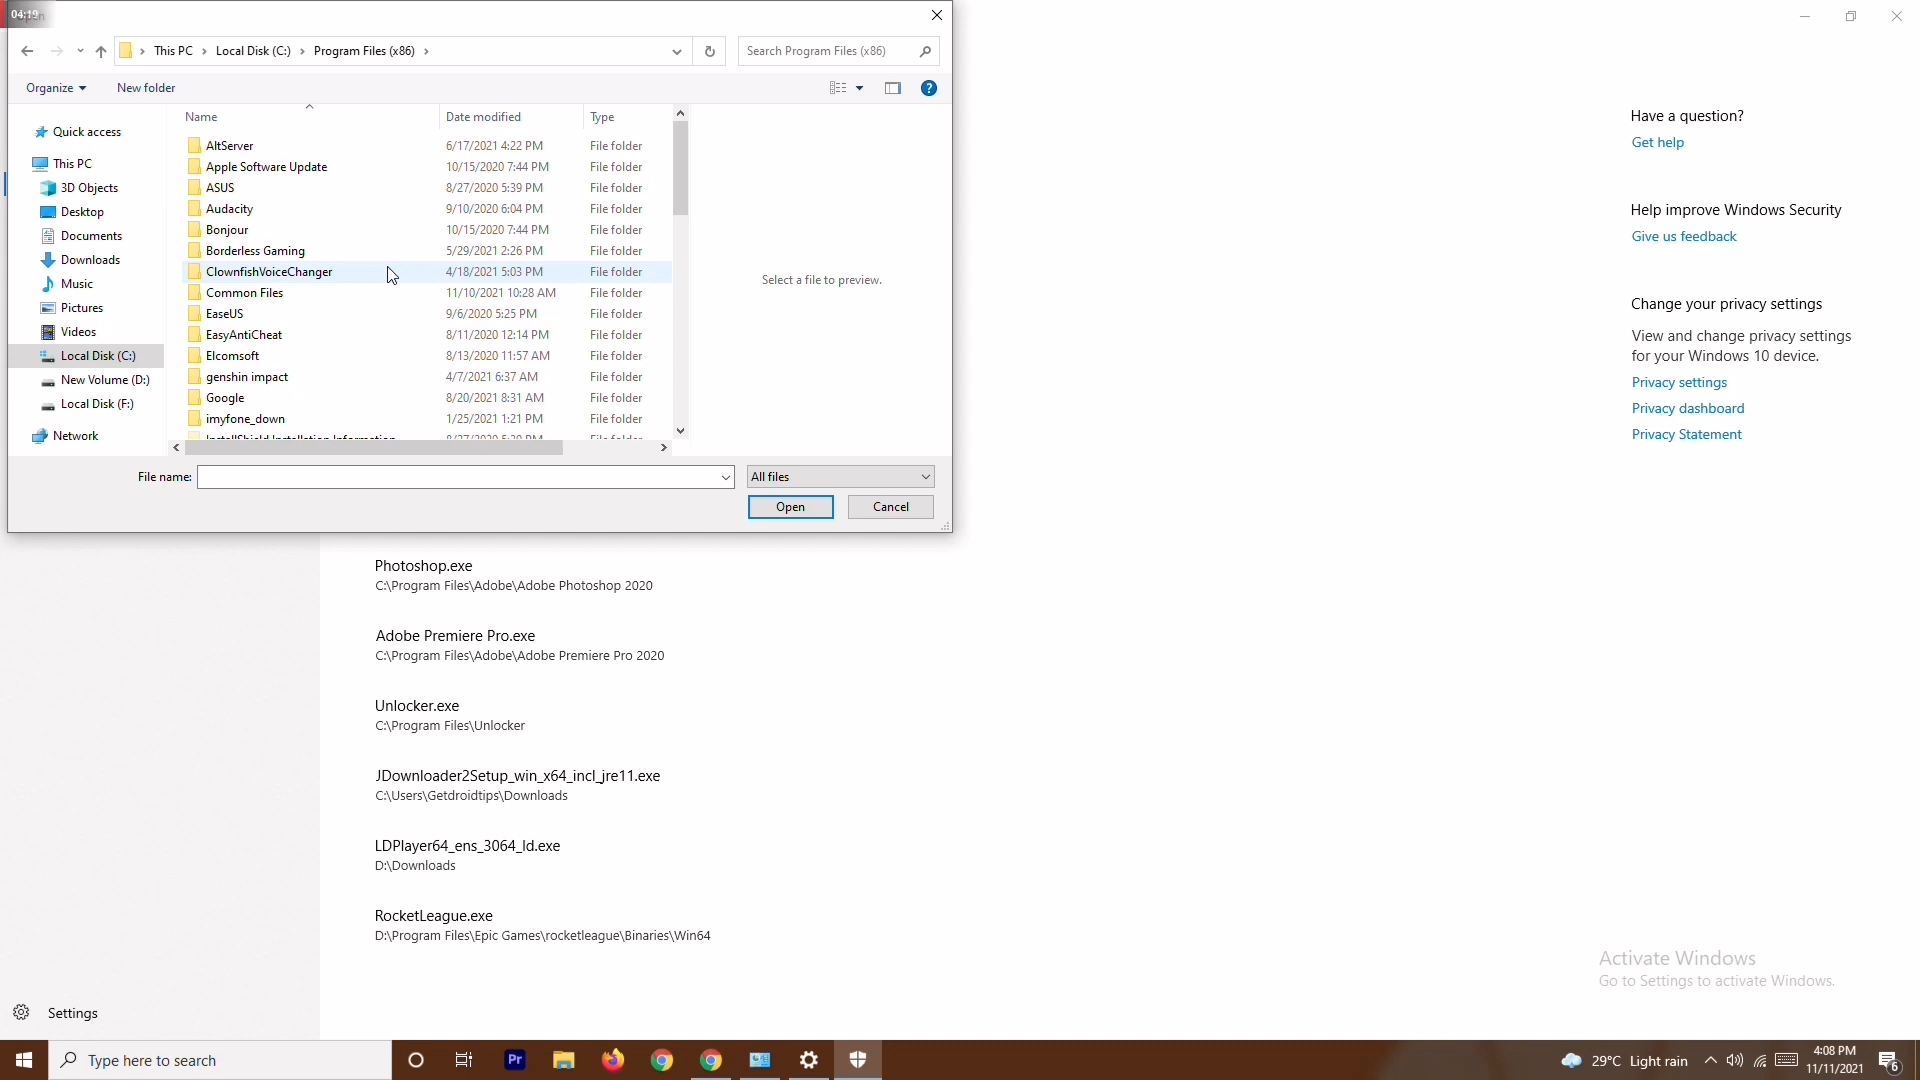 04:19
This PC
Local Disk (C:)
Program Files (x86)
Search Program Files (x86)
Organize
New folder
?
Name
Date modified
Type
Quick access
This PC
3D Objects
Desktop
Documents
Downloads
Music
Pictures
Videos
Local Disk (C:)
New Volume (D:)
Local Disk (F:)
Network
AltServer 6/17/2021 4:22 PM File folder
Apple Software Update 10/15/2020 7:44 PM File folder
ASUS 8/27/2020 5:39 PM File folder
Audacity 9/10/2020 6:04 PM File folder
Bonjour 10/15/2020 7:44 PM File folder
Borderless Gaming 5/29/2021 2:26 PM File folder
ClownfishVoiceChanger 4/18/2021 5:03 PM File folder
Common Files 11/10/2021 10:28 AM File folder
EaseUS 9/6/2020 5:25 PM File folder
EasyAntiCheat 8/11/2020 12:14 PM File folder
Elcomsoft 8/13/2020 11:57 AM File folder
genshin impact 4/7/2021 6:37 AM File folder
Google 8/20/2021 8:31 AM File folder
imyfone_down 1/25/2021 1:21 PM File folder
InstallShield Installation Information 8/27/2020 5:39 PM File folder
Select a file to preview.
File name:
All files
Open
Cancel
Photoshop.exe
C:\Program Files\Adobe\Adobe Photoshop 2020
Adobe Premiere Pro.exe
C:\Program Files\Adobe\Adobe Premiere Pro 2020
Unlocker.exe
C:\Program Files\Unlocker
JDownloader2Setup_win_x64_incl_jre11.exe
C:\Users\Getdroidtips\Downloads
LDPlayer64_ens_3064_ld.exe
D:\Downloads
RocketLeague.exe
D:\Program Files\Epic Games\rocketleague\Binaries\Win64
Have a question?
Get help
Help improve Windows Security
Give us feedback
Change your privacy settings
View and change privacy settings
for your Windows 10 device.
Privacy settings
Privacy dashboard
Privacy Statement
Activate Windows
Go to Settings to activate Windows.
Settings
Type here to search
Pr
29°C Light rain
4:08 PM
11/11/2021
6